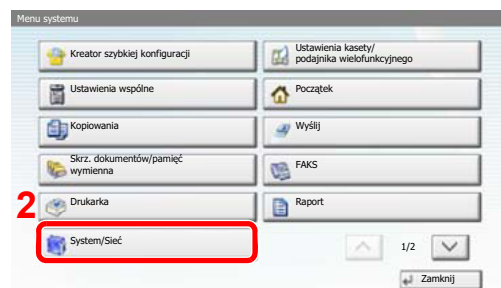 Menu systemu
Kreator szybkiej konfiguracji
Ustawienia kasety/
podajnika wielofunkcyjnego
Ustawienia wspólne
Początek
Kopiowania
Wyślij
Skrz. dokumentów/pamięć
wymienna
FAKS
2
Drukarka
Raport
System/Sieć
1/2
Zamknij